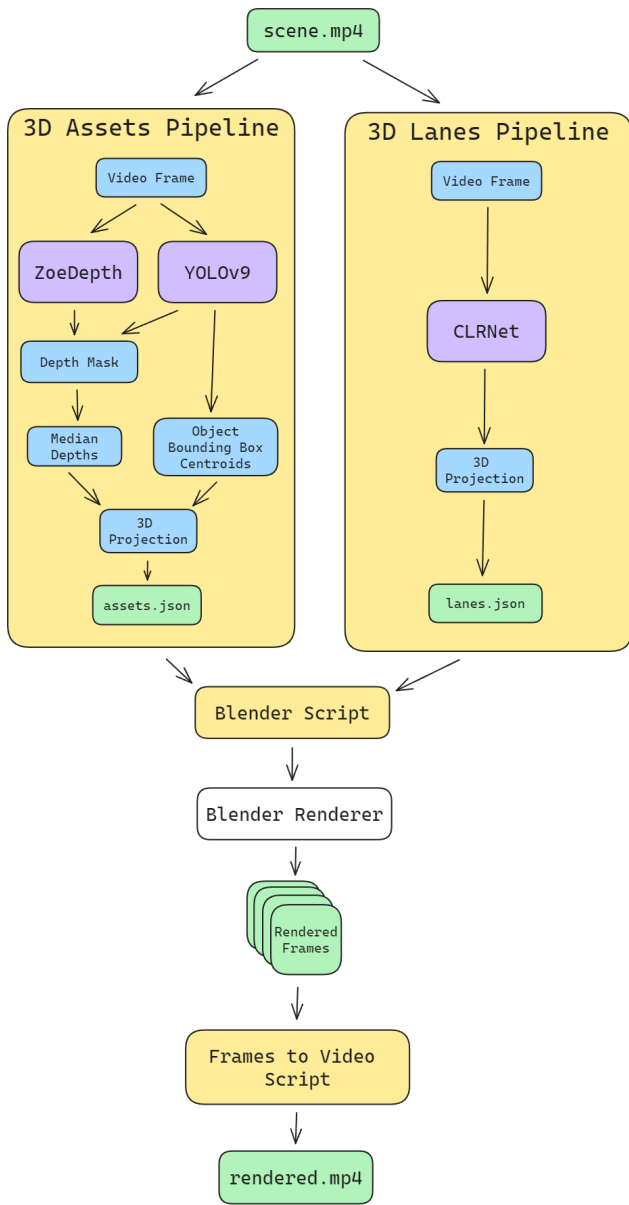 scene.mp4
3D Assets Pipeline
Video Frame
ZoeDepth
YOLOv9
Depth Mask
Median
Depths
Object
Bounding Box
Centroids
3D
Projection
assets.json
3D Lanes Pipeline
Video Frame
CLRNet
3D
Projection
lanes.json
Blender Script
Blender Renderer
Rendered
Frames
Frames to Video
Script
rendered.mp4